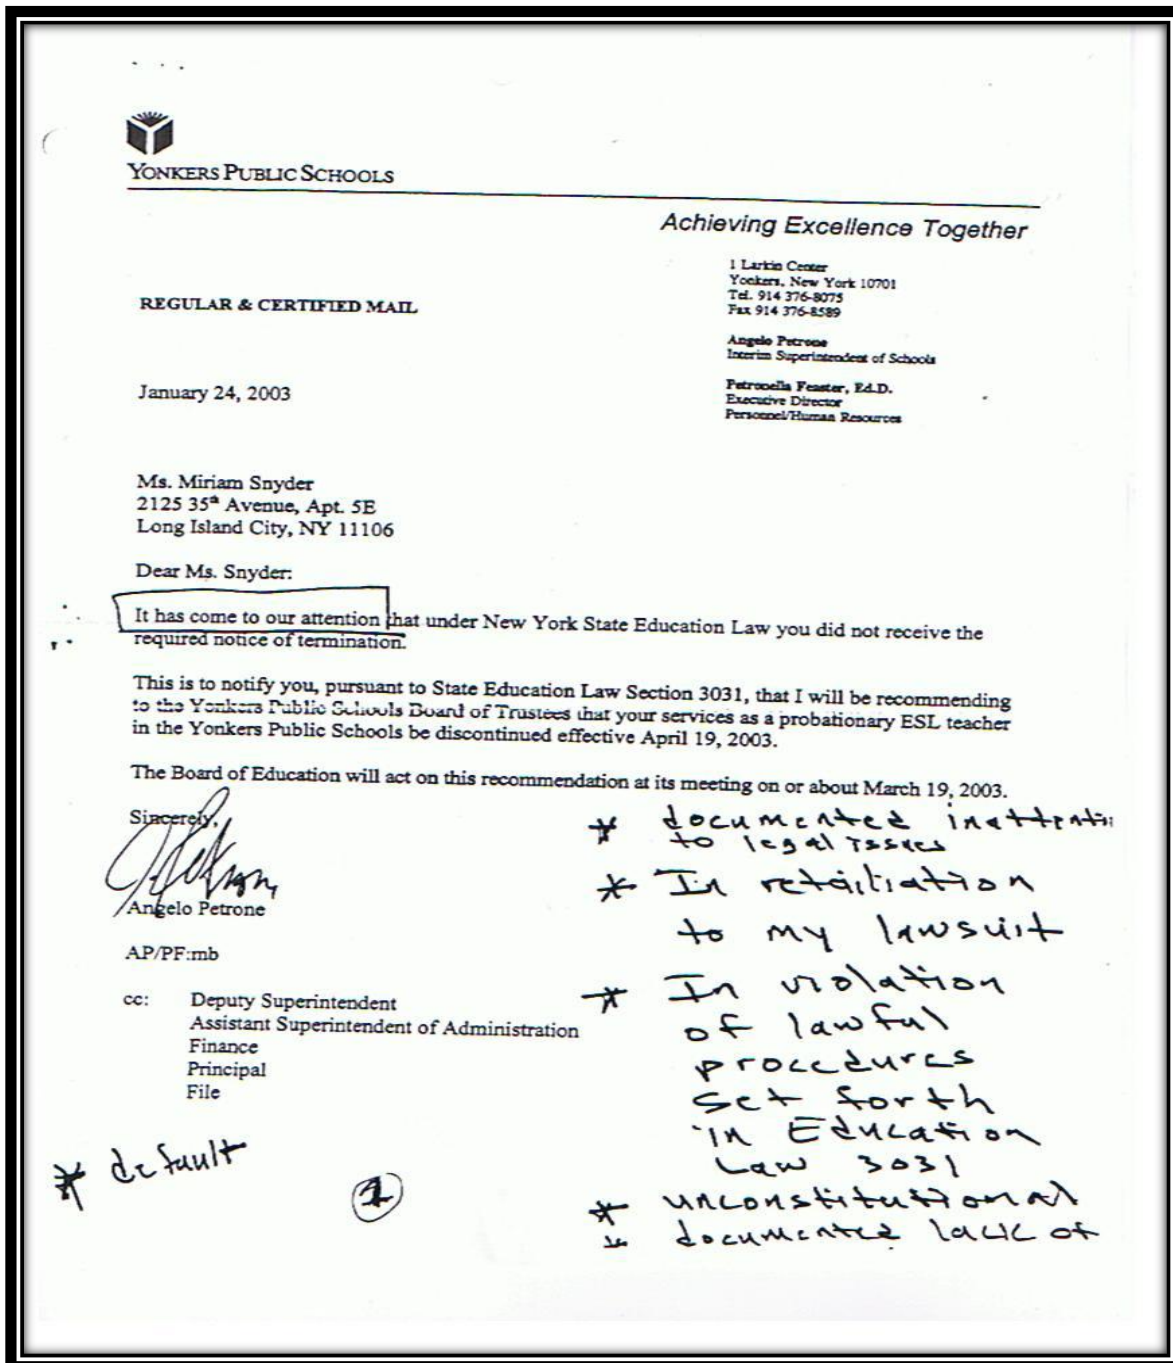 YONKERS PUBLIC SCHOOLS
Achieving Excellence Together
1 Larkin Center
Yonkers, New York 10701
Tel. 914 376-8075
Fax 914 376-8589
REGULAR & CERTIFIED MAIL
Angelo Petrone
Interim Superintendent of Schools
Petronella Feaster, Ed.D.
Executive Director
Personnel/Human Resources
January 24, 2003
Ms. Miriam Snyder
2125 35th Avenue, Apt. 5E
Long Island City, NY 11106
Dear Ms. Snyder:
It has come to our attention that under New York State Education Law you did not receive the
required notice of termination.
This is to notify you, pursuant to State Education Law Section 3031, that I will be recommending
to the Yonkers Public Schools Board of Trustees that your services as a probationary ESL teacher
in the Yonkers Public Schools be discontinued effective April 19, 2003.
The Board of Education will act on this recommendation at its meeting on or about March 19, 2003.
Sincerely,
Angelo Petrone
AP/PF:mb
cc: Deputy Superintendent
Assistant Superintendent of Administration
Finance
Principal
File
* documented inattenti
to legal issues
* In retailiation
to my lawsuit
* In violation
of lawful
procedures
set forth
in Education
Law 3031
* unconstitutional
* documented lack of
* default
1